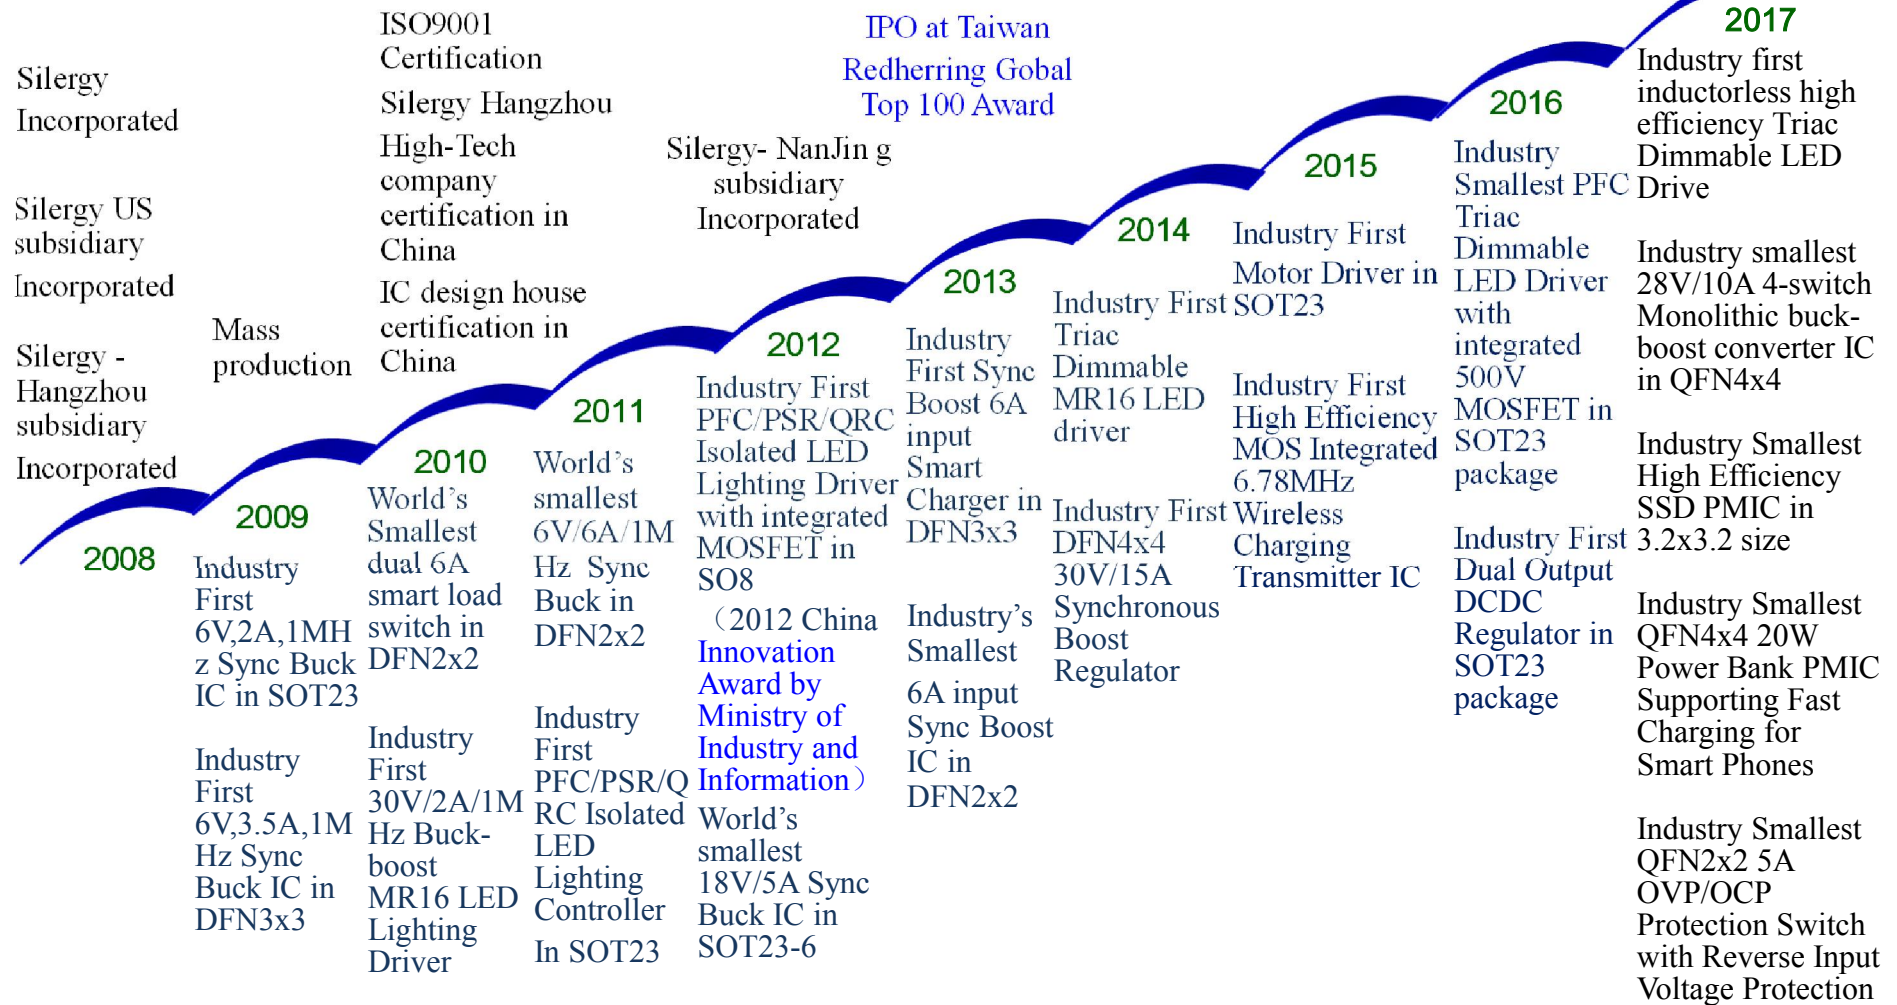 Silergy
Incorporated
Silergy US
subsidiary
Incorporated
Silergy -
Hangzhou
subsidiary
Incorporated
2008
Mass
production
2009
Industry
First
6V,2A,1MH
z Sync Buck
IC in SOT23
Industry
First
6V,3.5A,1M
Hz Sync
Buck IC in
DFN3x3
ISO9001
Certification
Silergy Hangzhou
High-Tech
company
certification in
China
IC design house
certification in
China
2010
World’s
Smallest
dual 6A
smart load
switch in
DFN2x2
Industry
First
30V/2A/1M
Hz Buck-
boost
MR16 LED
Lighting
Driver
2011
World’s
smallest
6V/6A/1M
Hz Sync
Buck in
DFN2x2
Industry
First
PFC/PSR/Q
RC Isolated
LED
Lighting
Controller
In SOT23
Silergy- NanJin g
subsidiary
Incorporated
2012
Industry First
PFC/PSR/QRC
Isolated LED
Lighting Driver
with integrated
MOSFET in
SO8
（2012 China
Innovation
Award by
Ministry of
Industry and
Information）
World’s
smallest
18V/5A Sync
Buck IC in
SOT23-6
IPO at Taiwan
Redherring Gobal
Top 100 Award
2013
Industry
First Sync
Boost 6A
input
Smart
Charger in
DFN3x3
Industry’s
Smallest
6A input
Sync Boost
IC in
DFN2x2
2014
Industry First
Triac
Dimmable
MR16 LED
driver
Industry First
DFN4x4
30V/15A
Synchronous
Boost
Regulator
2015
Industry First
Motor Driver in
SOT23
Industry First
High Efficiency
MOS Integrated
6.78MHz
Wireless
Charging
Transmitter IC
2016
Industry
Smallest PFC
Triac
Dimmable
LED Driver
with
integrated
500V
MOSFET in
SOT23
package
Industry First
Dual Output
DCDC
Regulator in
SOT23
package
2017
Industry first
inductorless high
efficiency Triac
Dimmable LED
Drive
Industry smallest
28V/10A 4-switch
Monolithic buck-
boost converter IC
in QFN4x4
Industry Smallest
High Efficiency
SSD PMIC in
3.2x3.2 size
Industry Smallest
QFN4x4 20W
Power Bank PMIC
Supporting Fast
Charging for
Smart Phones
Industry Smallest
QFN2x2 5A
OVP/OCP
Protection Switch
with Reverse Input
Voltage Protection